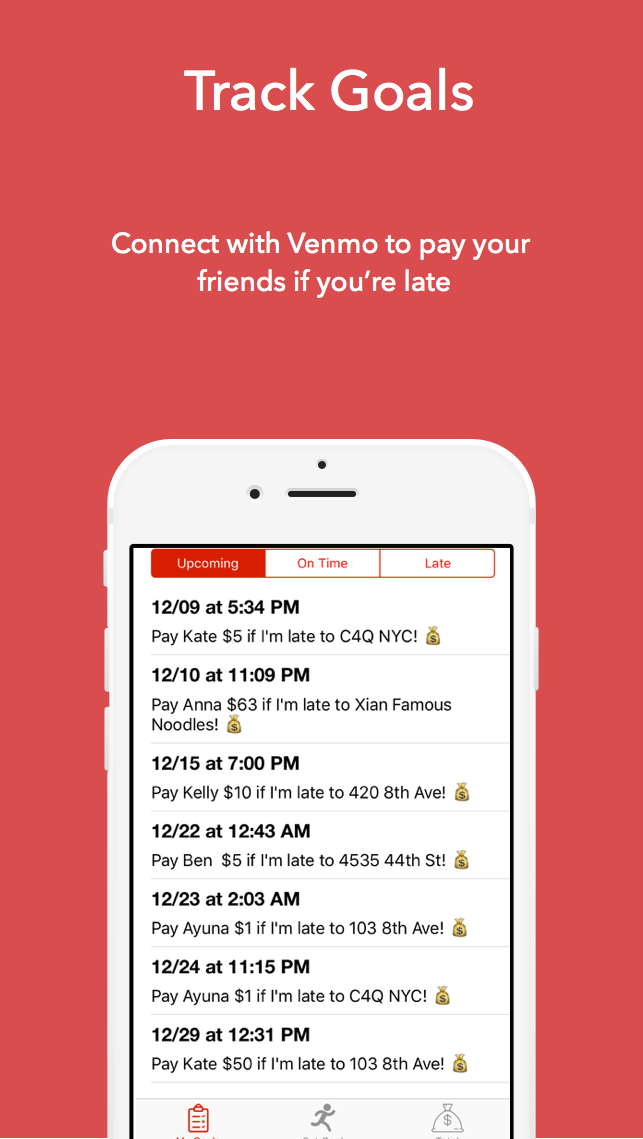 Track Goals
Connect with Venmo to pay your
friends if you're late
Upcoming
On Time
Late
12/09 at 5:34 PM
Pay Kate $5 if I'm late to C4Q NYC! 💰
12/10 at 11:09 PM
Pay Anna $63 if I'm late to Xian Famous
Noodles! 💰
12/15 at 7:00 PM
Pay Kelly $10 if I'm late to 420 8th Ave! 💰
12/22 at 12:43 AM
Pay Ben  $5 if I'm late to 4535 44th St! 💰
12/23 at 2:03 AM
Pay Ayuna $1 if I'm late to 103 8th Ave! 💰
12/24 at 11:15 PM
Pay Ayuna $1 if I'm late to C4Q NYC! 💰
12/29 at 12:31 PM
Pay Kate $50 if I'm late to 103 8th Ave! 💰